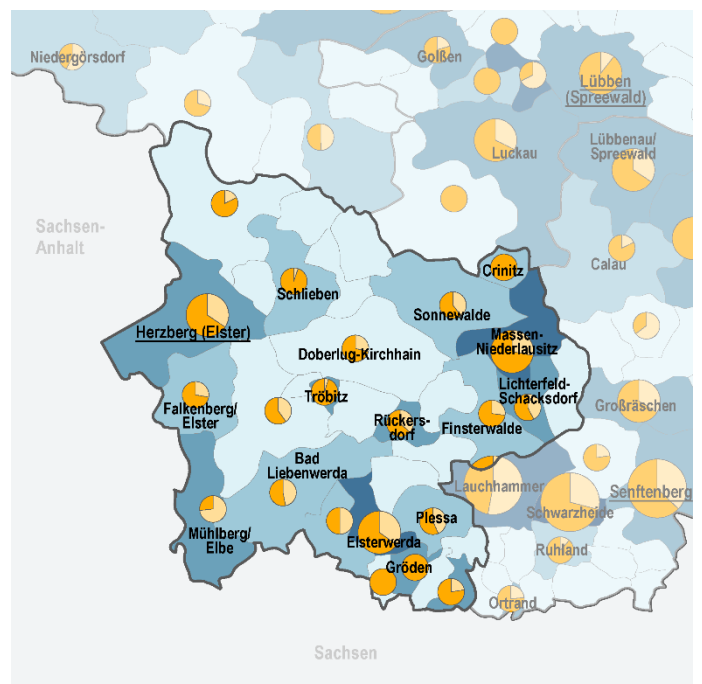 Niedergörsdorf
Golßen
Lübben
(Spreewald)
Luckau
Lübbenau/
Spreewald
Sachsen-
Anhalt
Calau
Crinitz
Schlieben
Sonnewalde
Herzberg (Elster)
Massen-
Niederlausitz
Doberlug-Kirchhain
Lichterfeld-
Schacksdorf
Tröbitz
Falkenberg/
Elster
Rückers-
dorf
Finsterwalde
Großräschen
Bad
Liebenwerda
Lauchhammer
Senftenberg
Schwarzheide
Plessa
Mühlberg/
Elbe
Elsterwerda
Ruhland
Gröden
Ortrand
Sachsen